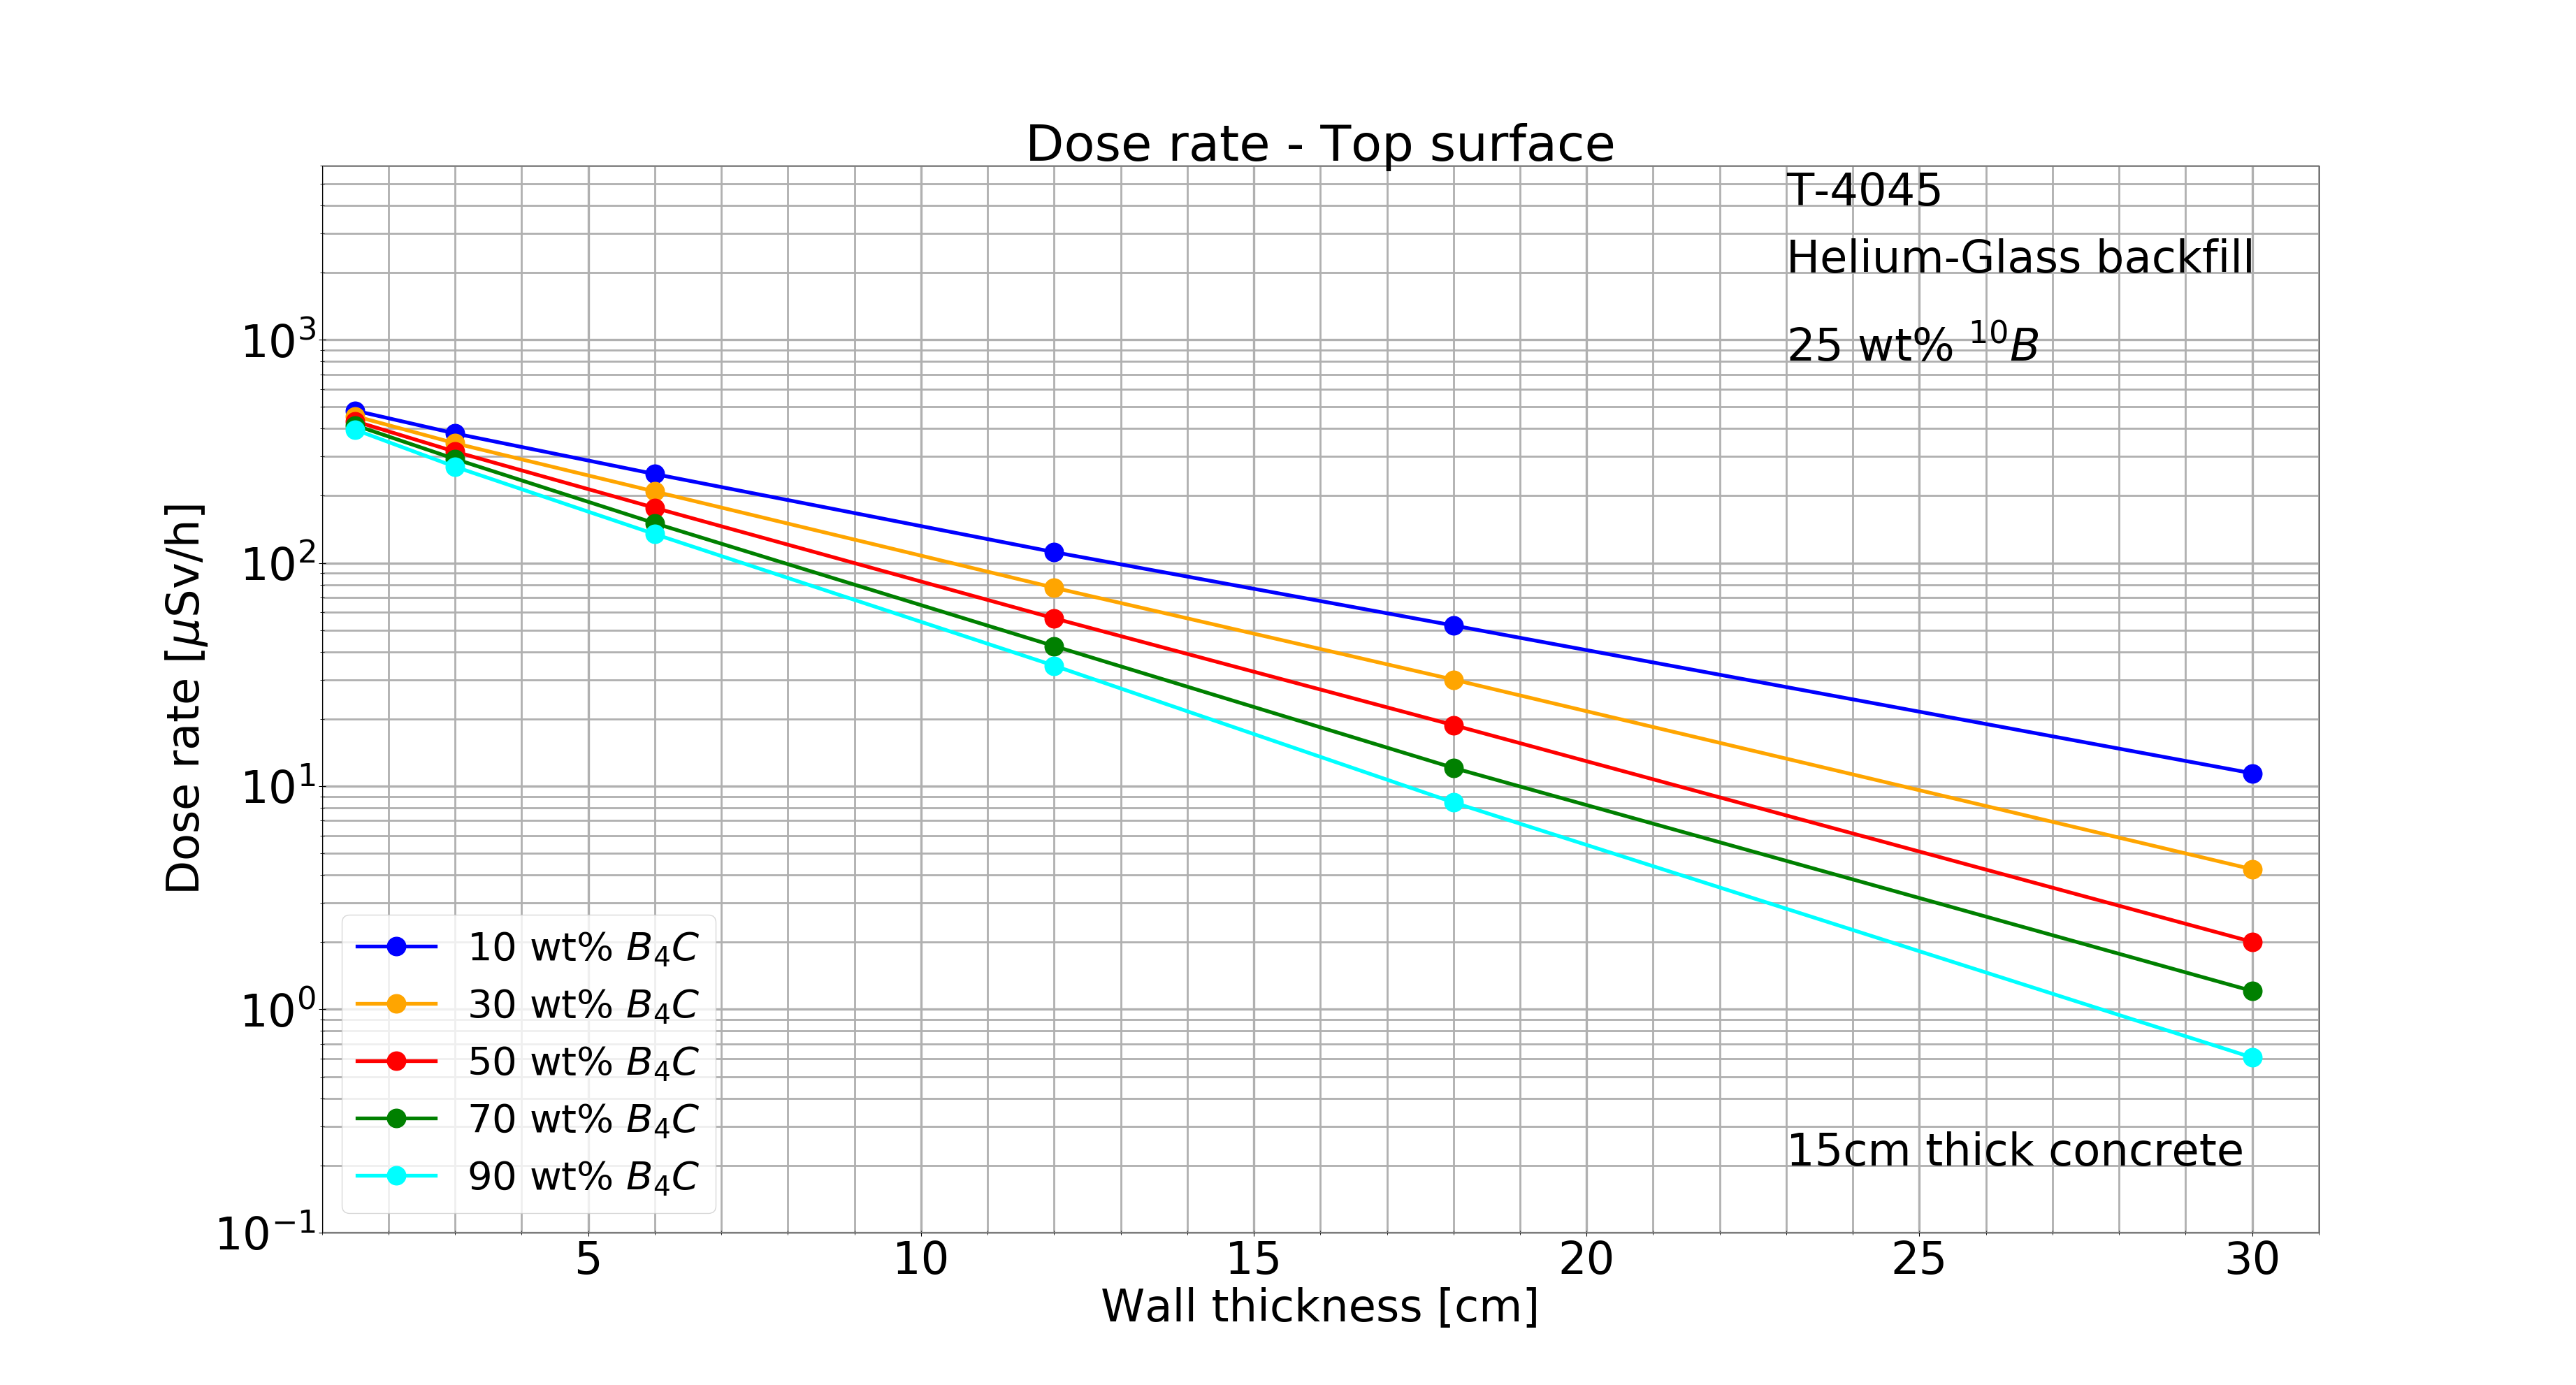 Dose rate - Top surface
T-4045
Helium-Glass backfill
25 wt% ¹⁰B
10³
10²
10¹
10⁰
10⁻¹
Dose rate [μSv/h]
10 wt% B₄C
30 wt% B₄C
50 wt% B₄C
70 wt% B₄C
90 wt% B₄C
15cm thick concrete
5 10 15 20 25 30
Wall thickness [cm]